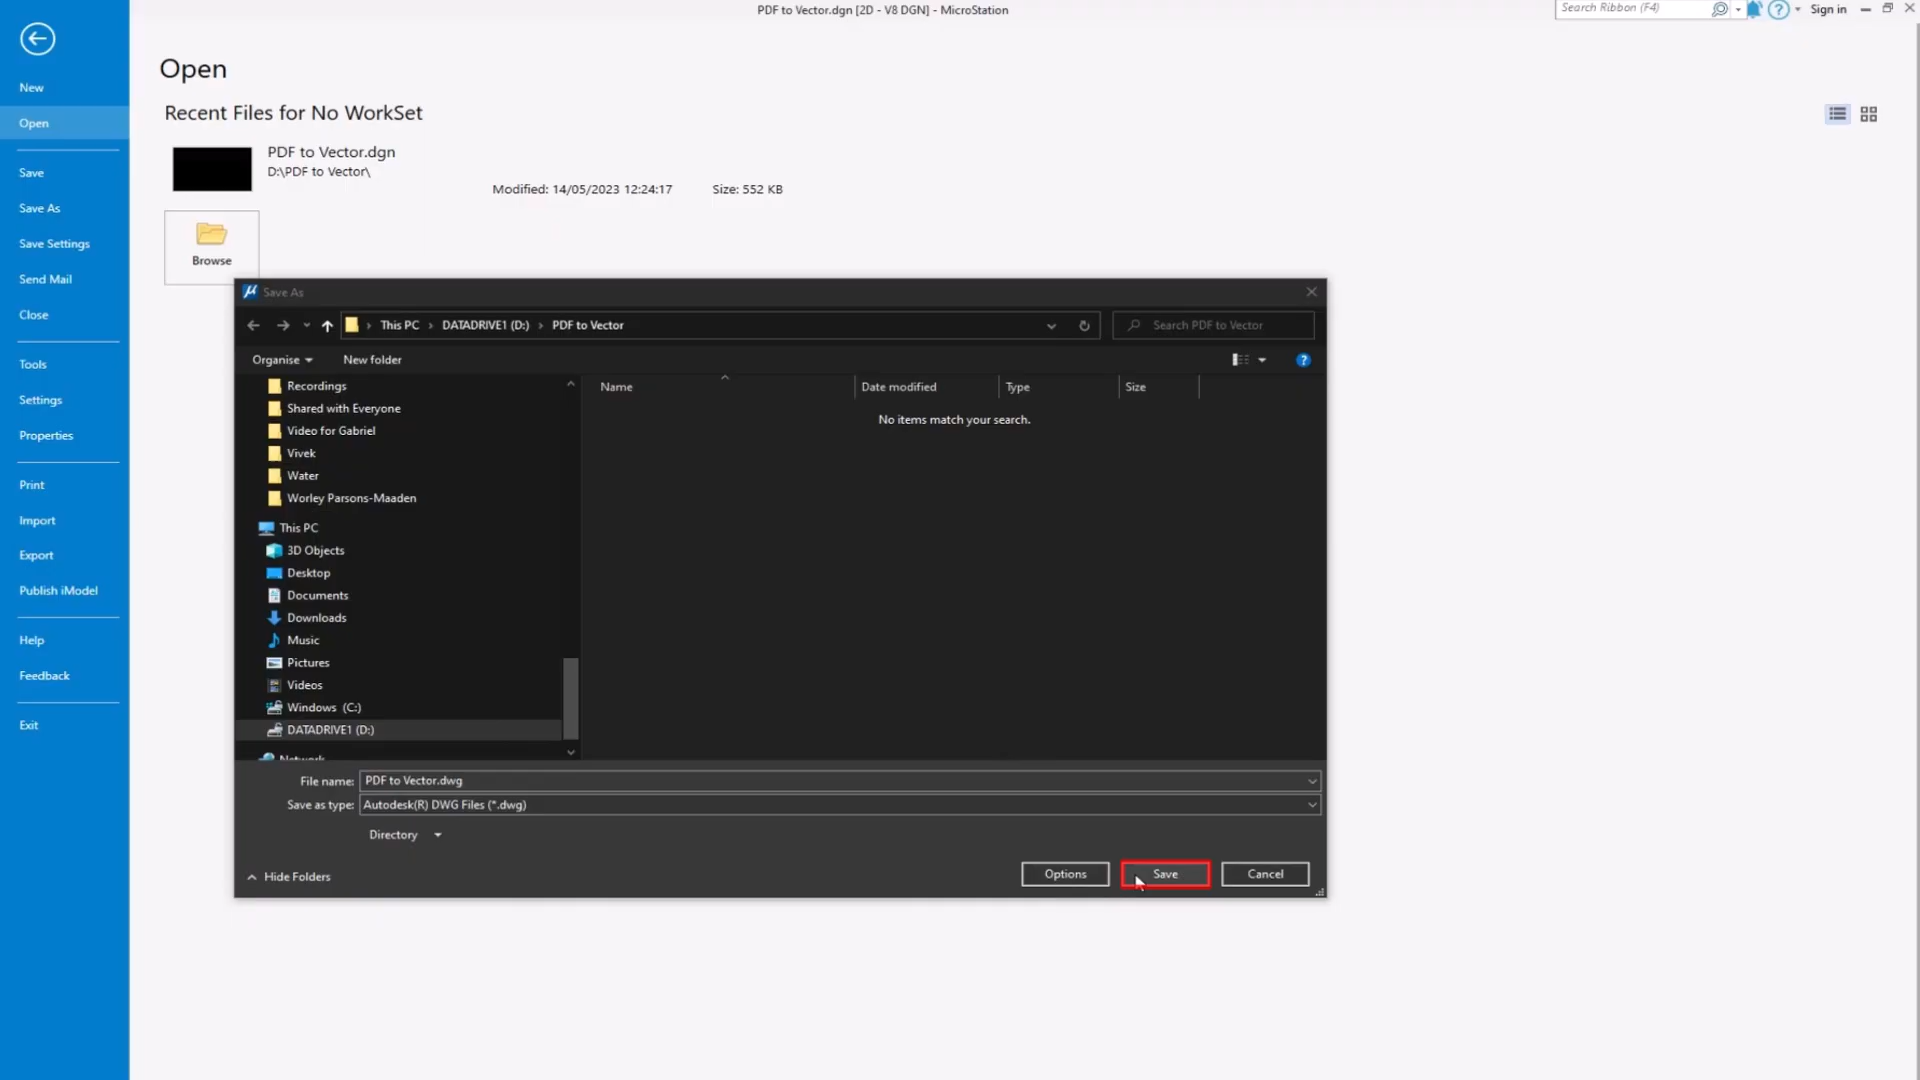 PDF to Vector.dgn [2D - V8 DGN] - MicroStation
Search Ribbon (F4)
Sign in
New
Open
Save
Save As
Save Settings
Send Mail
Close
Tools
Settings
Properties
Print
Import
Export
Publish iModel
Help
Feedback
Exit
Open
Recent Files for No WorkSet
PDF to Vector.dgn
D:\PDF to Vector\
Modified: 14/05/2023 12:24:17 Size: 552 KB
Browse
Save As
This PC › DATADRIVE1 (D:) › PDF to Vector
Search PDF to Vector
Organise New folder
Recordings
Shared with Everyone
Video for Gabriel
Vivek
Water
Worley Parsons-Maaden
This PC
3D Objects
Desktop
Documents
Downloads
Music
Pictures
Videos
Windows (C:)
DATADRIVE1 (D:)
Network
Name Date modified Type Size
No items match your search.
File name: PDF to Vector.dwg
Save as type: Autodesk(R) DWG Files (*.dwg)
Directory
Hide Folders
Options Save Cancel